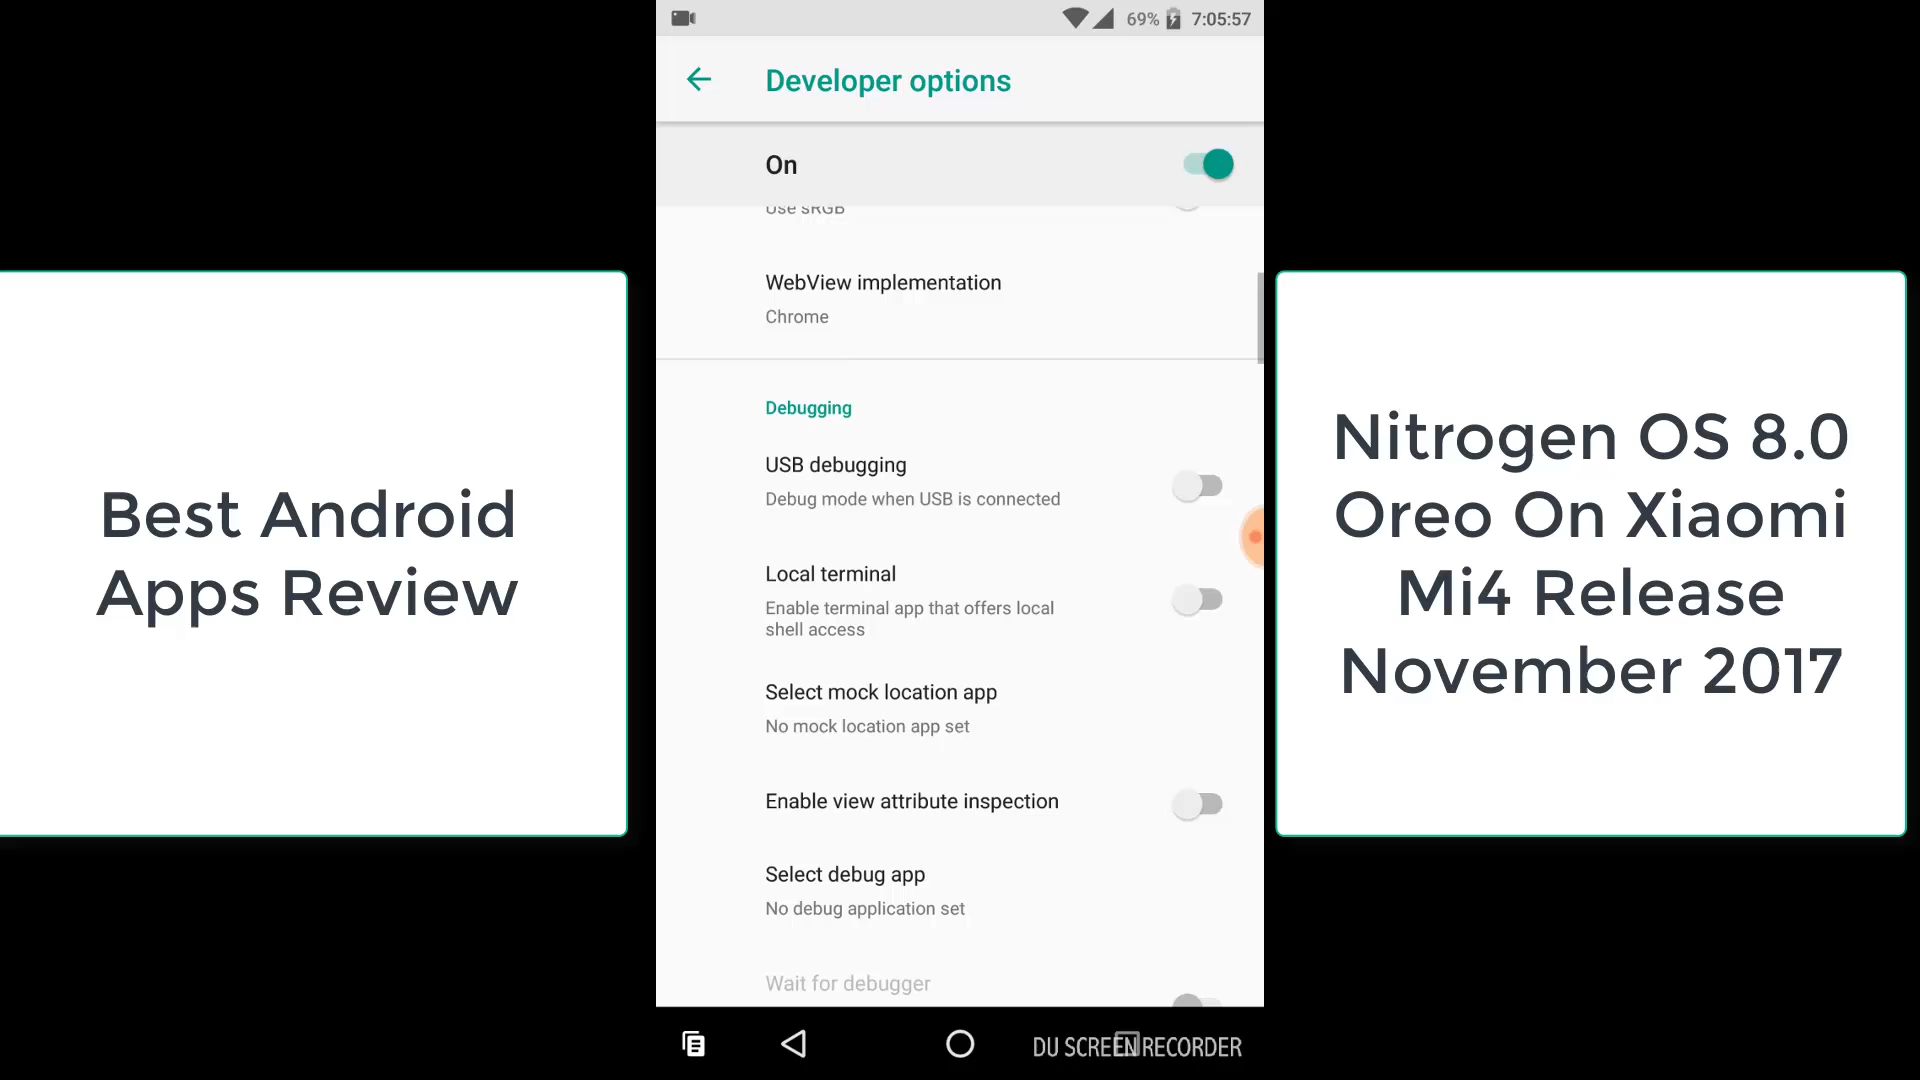 69% 7:05:57
Developer options
On
Use sRGB
WebView implementation
Chrome
Debugging
USB debugging
Debug mode when USB is connected
Local terminal
Enable terminal app that offers local
shell access
Select mock location app
No mock location app set
Enable view attribute inspection
Select debug app
No debug application set
Wait for debugger
DU SCREEN RECORDER
Best Android
Apps Review
Nitrogen OS 8.0
Oreo On Xiaomi
Mi4 Release
November 2017